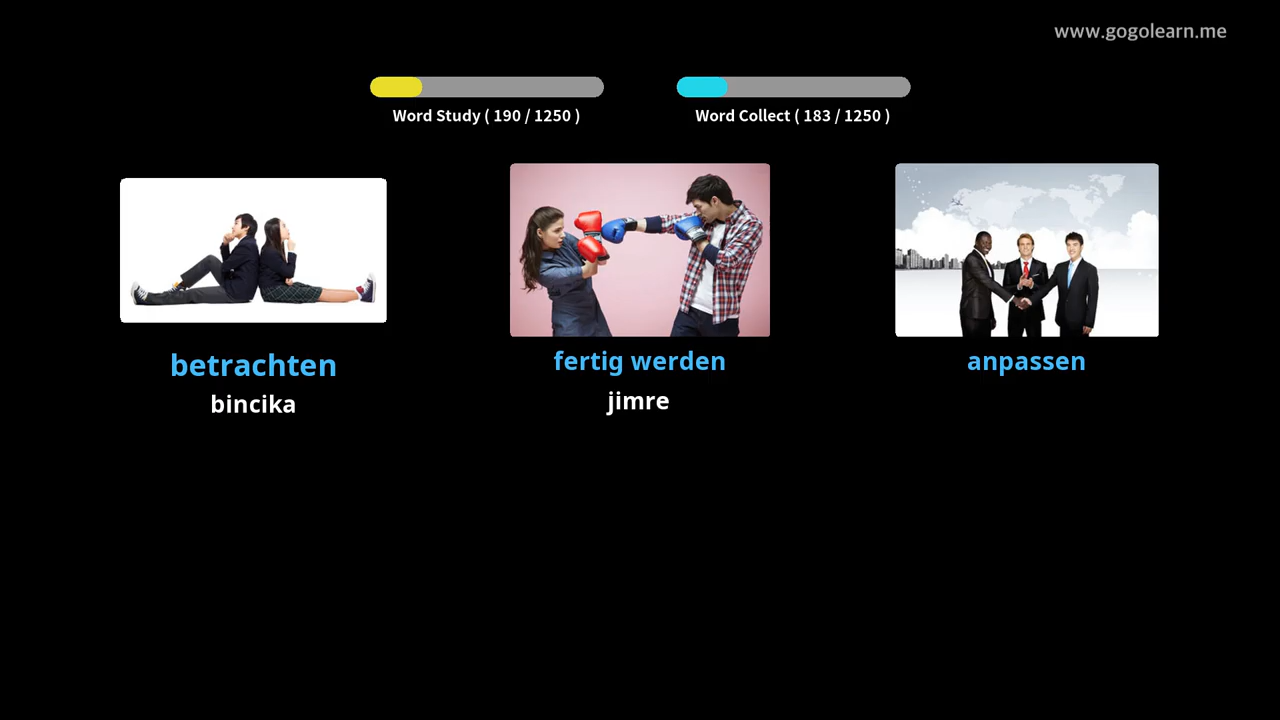 www.gogolearn.me
Word Study ( 190 / 1250 )
Word Collect ( 183 / 1250 )
betrachten
bincika
fertig werden
jimre
anpassen